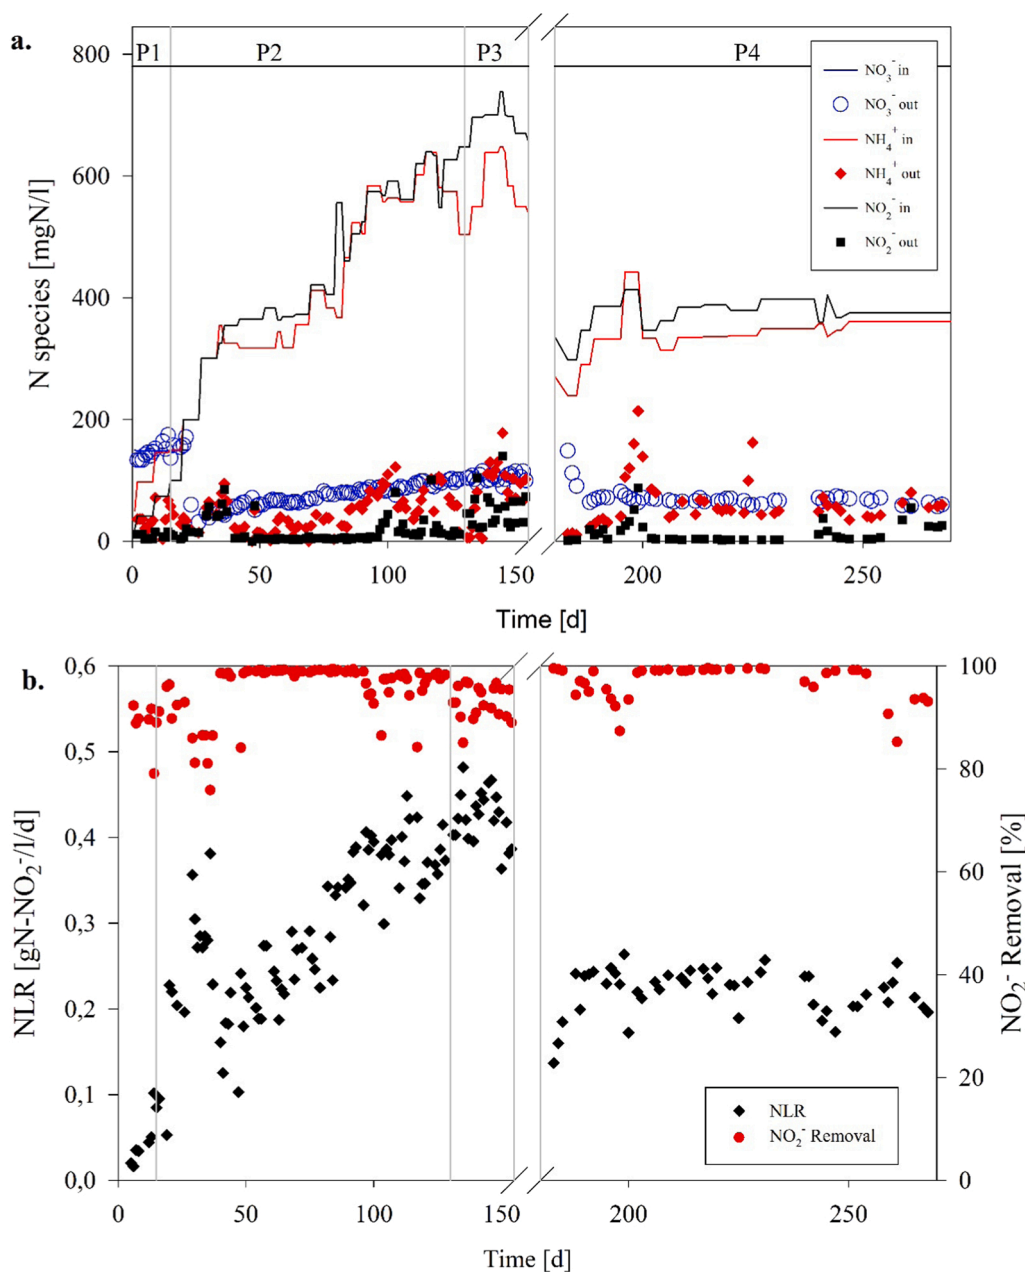 a.
P1 P2 P3 P4
800
600
400
200
0
N species [mgN/l]
NO3- in
NO3- out
NH4+ in
NH4+ out
NO2- in
NO2- out
0 50 100 150 200 250
Time [d]
b.
0,6
0,5
0,4
0,3
0,2
0,1
0,0
NLR [gN-NO2-/l/d]
100
80
60
40
20
0
NO2- Removal [%]
NLR
NO2- Removal
0 50 100 150 200 250
Time [d]